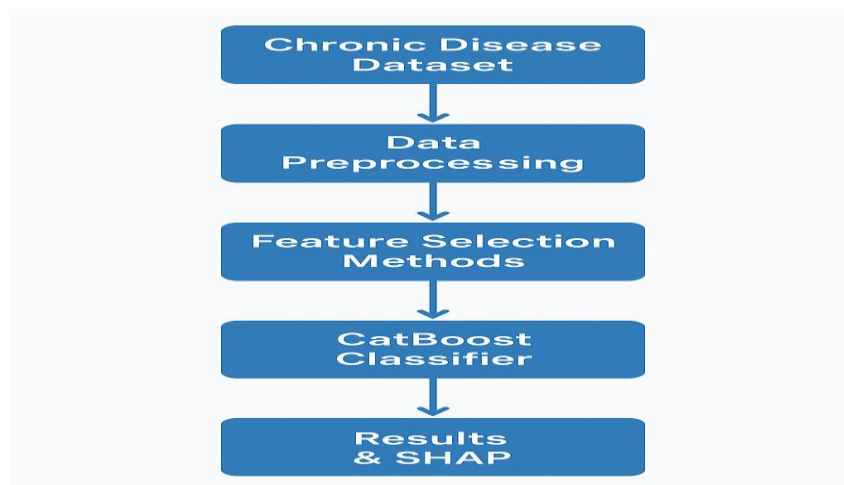 Chronic Disease
Dataset
Data
Preprocessing
Feature Selection
Methods
CatBoost
Classifier
Results
& SHAP